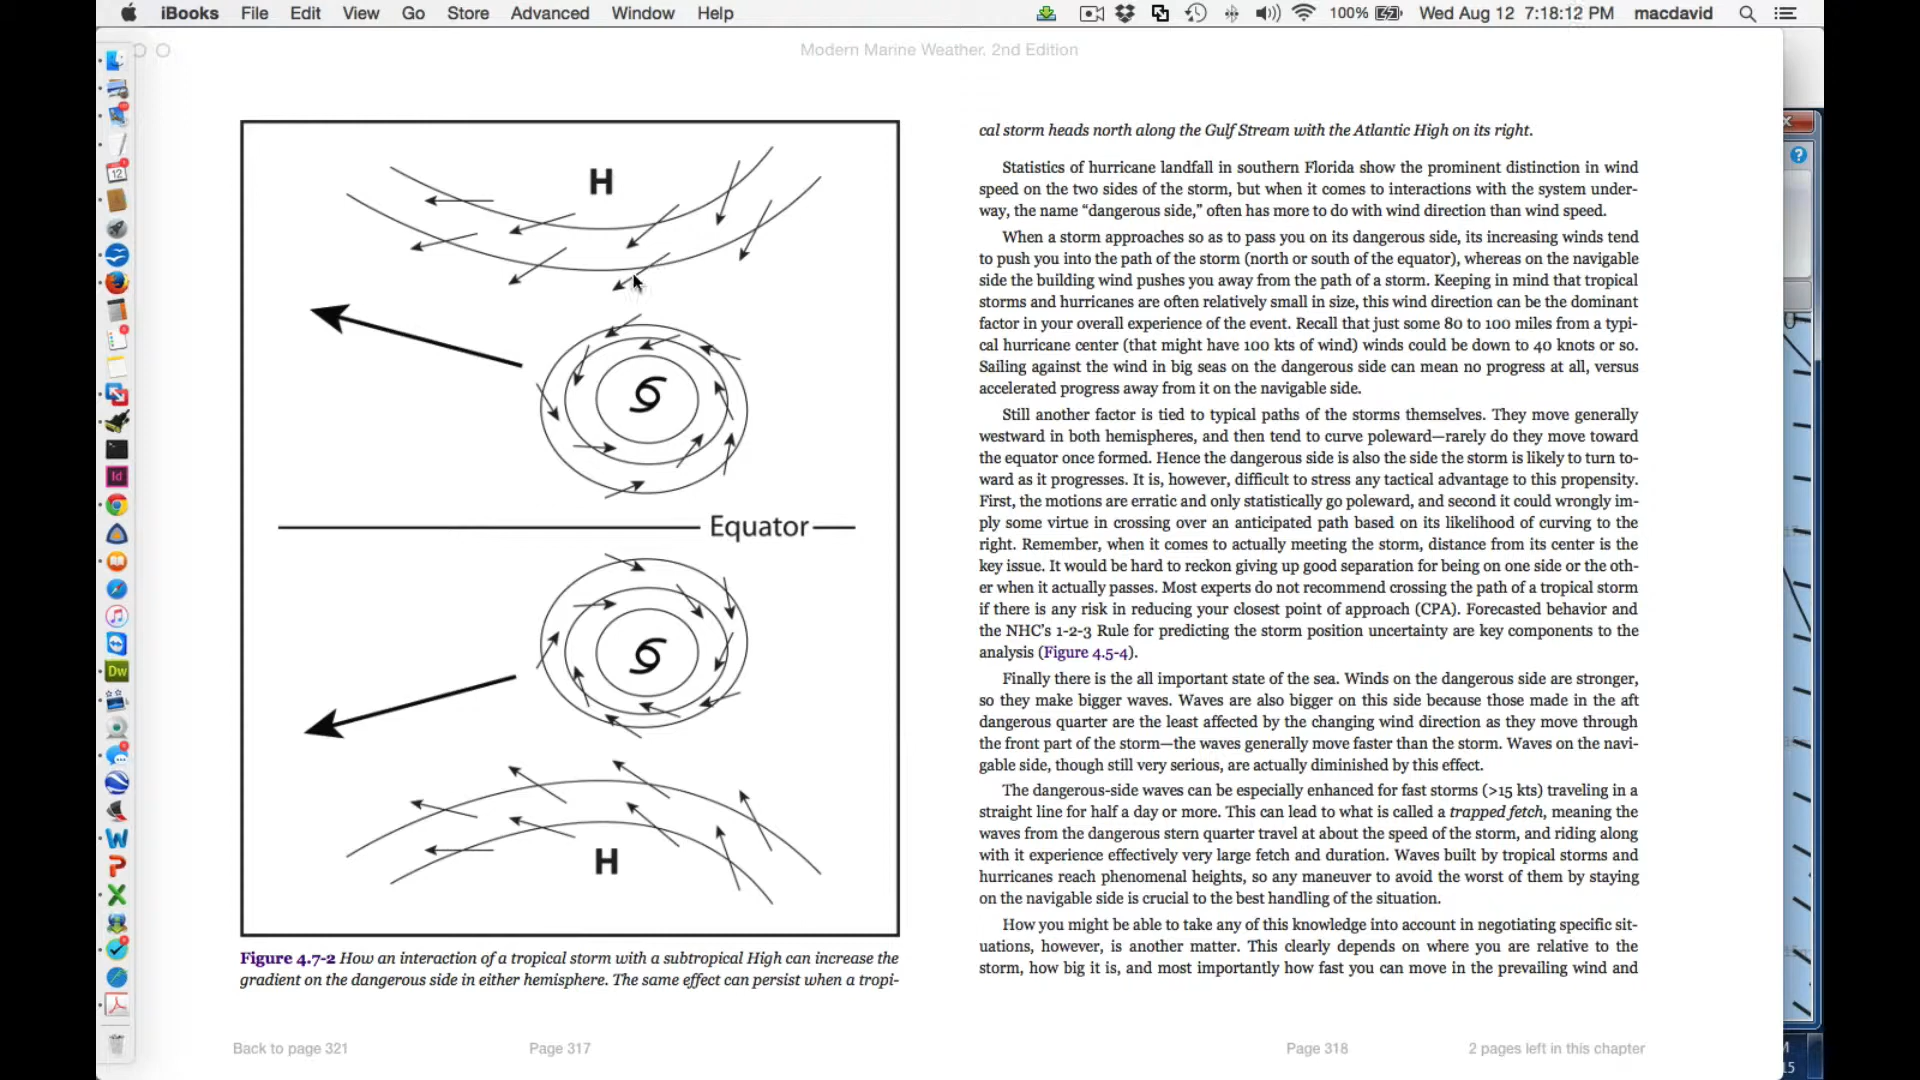 iBooks File Edit View Go Store Advanced Window Help
100% Wed Aug 12 7:18:12 PM macdavid
Modern Marine Weather. 2nd Edition
H
Equator
H
Figure 4.7-2 How an interaction of a tropical storm with a subtropical High can increase the
gradient on the dangerous side in either hemisphere. The same effect can persist when a tropi-
cal storm heads north along the Gulf Stream with the Atlantic High on its right.
Statistics of hurricane landfall in southern Florida show the prominent distinction in wind
speed on the two sides of the storm, but when it comes to interactions with the system under-
way, the name “dangerous side,” often has more to do with wind direction than wind speed.
When a storm approaches so as to pass you on its dangerous side, its increasing winds tend
to push you into the path of the storm (north or south of the equator), whereas on the navigable
side the building wind pushes you away from the path of a storm. Keeping in mind that tropical
storms and hurricanes are often relatively small in size, this wind direction can be the dominant
factor in your overall experience of the event. Recall that just some 80 to 100 miles from a typi-
cal hurricane center (that might have 100 kts of wind) winds could be down to 40 knots or so.
Sailing against the wind in big seas on the dangerous side can mean no progress at all, versus
accelerated progress away from it on the navigable side.
Still another factor is tied to typical paths of the storms themselves. They move generally
westward in both hemispheres, and then tend to curve poleward—rarely do they move toward
the equator once formed. Hence the dangerous side is also the side the storm is likely to turn to-
ward as it progresses. It is, however, difficult to stress any tactical advantage to this propensity.
First, the motions are erratic and only statistically go poleward, and second it could wrongly im-
ply some virtue in crossing over an anticipated path based on its likelihood of curving to the
right. Remember, when it comes to actually meeting the storm, distance from its center is the
key issue. It would be hard to reckon giving up good separation for being on one side or the oth-
er when it actually passes. Most experts do not recommend crossing the path of a tropical storm
if there is any risk in reducing your closest point of approach (CPA). Forecasted behavior and
the NHC’s 1-2-3 Rule for predicting the storm position uncertainty are key components to the
analysis (Figure 4.5-4).
Finally there is the all important state of the sea. Winds on the dangerous side are stronger,
so they make bigger waves. Waves are also bigger on this side because those made in the aft
dangerous quarter are the least affected by the changing wind direction as they move through
the front part of the storm—the waves generally move faster than the storm. Waves on the navi-
gable side, though still very serious, are actually diminished by this effect.
The dangerous-side waves can be especially enhanced for fast storms (>15 kts) traveling in a
straight line for half a day or more. This can lead to what is called a trapped fetch, meaning the
waves from the dangerous stern quarter travel at about the speed of the storm, and riding along
with it experience effectively very large fetch and duration. Waves built by tropical storms and
hurricanes reach phenomenal heights, so any maneuver to avoid the worst of them by staying
on the navigable side is crucial to the best handling of the situation.
How you might be able to take any of this knowledge into account in negotiating specific sit-
uations, however, is another matter. This clearly depends on where you are relative to the
storm, how big it is, and most importantly how fast you can move in the prevailing wind and
Back to page 321
Page 317
Page 318
2 pages left in this chapter
12
Id
Dw